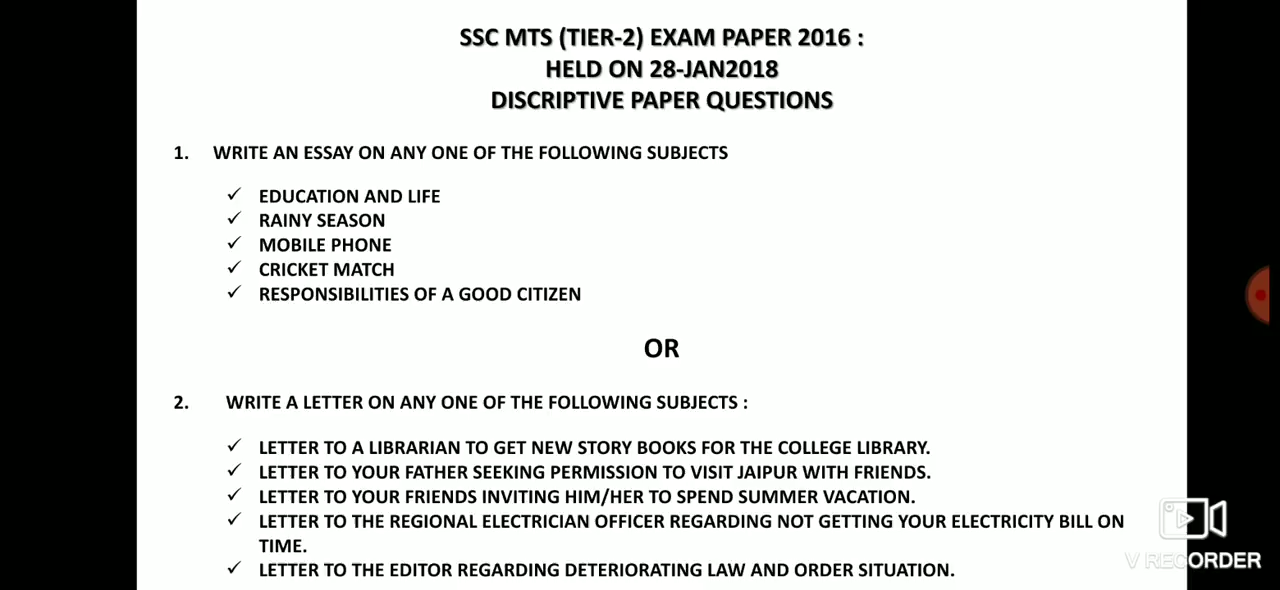 SSC MTS (TIER-2) EXAM PAPER 2016 :
HELD ON 28-JAN2018
DISCRIPTIVE PAPER QUESTIONS
1. WRITE AN ESSAY ON ANY ONE OF THE FOLLOWING SUBJECTS
✓ EDUCATION AND LIFE
✓ RAINY SEASON
✓ MOBILE PHONE
✓ CRICKET MATCH
✓ RESPONSIBILITIES OF A GOOD CITIZEN
OR
2. WRITE A LETTER ON ANY ONE OF THE FOLLOWING SUBJECTS :
✓ LETTER TO A LIBRARIAN TO GET NEW STORY BOOKS FOR THE COLLEGE LIBRARY.
✓ LETTER TO YOUR FATHER SEEKING PERMISSION TO VISIT JAIPUR WITH FRIENDS.
✓ LETTER TO YOUR FRIENDS INVITING HIM/HER TO SPEND SUMMER VACATION.
✓ LETTER TO THE REGIONAL ELECTRICIAN OFFICER REGARDING NOT GETTING YOUR ELECTRICITY BILL ON
TIME.
✓ LETTER TO THE EDITOR REGARDING DETERIORATING LAW AND ORDER SITUATION.
V RECORDER